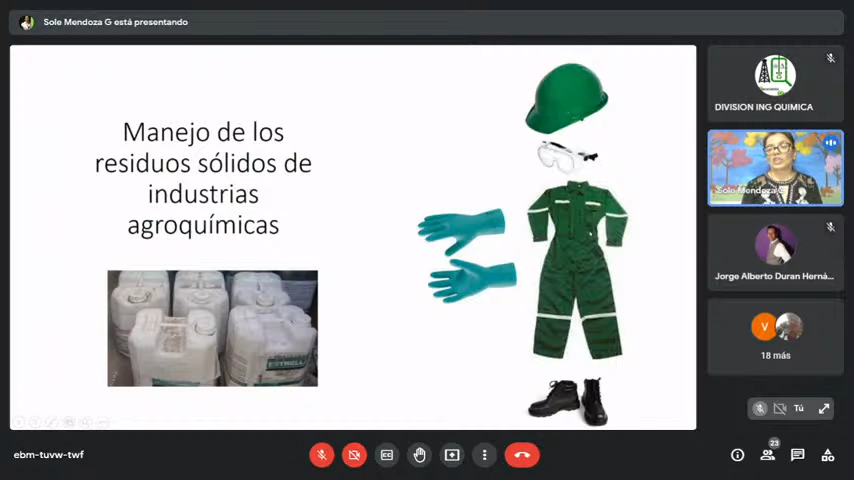 Sole Mendoza G está presentando
Manejo de los
residuos sólidos de
industrias
agroquímicas
DIVISION ING QUIMICA
Sole Mendoza G
Jorge Alberto Duran Herná...
V
18 más
Tú
ebm-tuvw-twf
CC
23